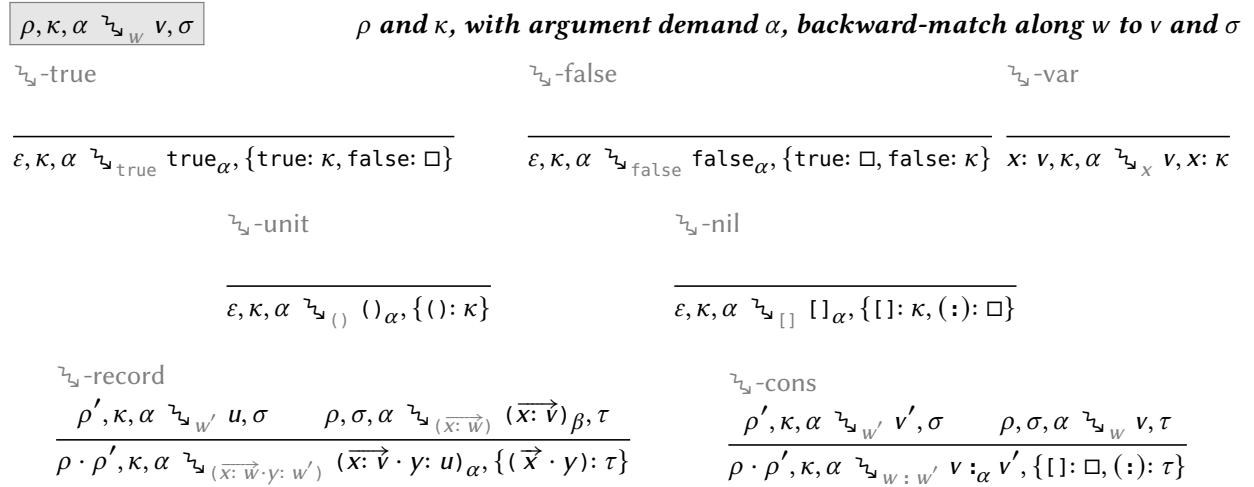 ρ, κ, α ↘_w v, σ    ρ and κ, with argument demand α, backward-match along w to v and σ
↘-true    ↘-false    ↘-var
ε, κ, α ↘_true true_α, {true: κ, false: □}    ε, κ, α ↘_false false_α, {true: □, false: κ}    x: v, κ, α ↘_x v, x: κ
↘-unit    ↘-nil
ε, κ, α ↘_() ()_α, {(): κ}    ε, κ, α ↘_[] []_α, {[]: κ, (:): □}
↘-record    ↘-cons
ρ′, κ, α ↘_w′ u, σ    ρ, σ, α ↘_(x⃗: w⃗) (x⃗: v⃗)_β, τ    ρ′, κ, α ↘_w′ v′, σ    ρ, σ, α ↘_w v, τ
ρ · ρ′, κ, α ↘_(x⃗: w⃗·y: w′) (x⃗: v⃗ · y: u)_α, {(x⃗ · y): τ}    ρ · ρ′, κ, α ↘_w : w′ v :_α v′, {[]: □, (:): τ}